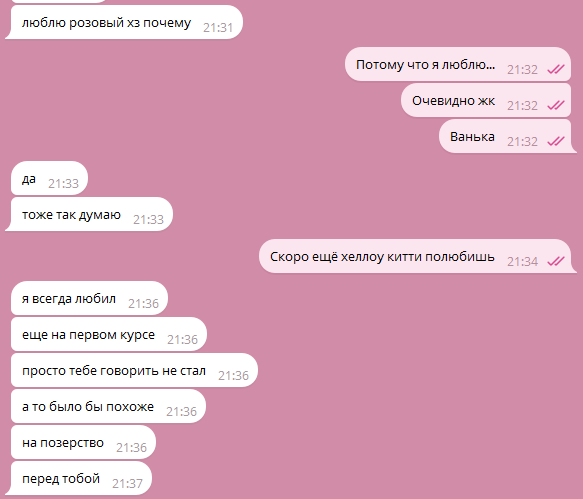 люблю розовый хз почему 21:31
Потому что я люблю... 21:32
Очевидно жк 21:32
Ванька 21:32
да 21:33
тоже так думаю 21:33
Скоро ещё хеллоу китти полюбишь 21:34
я всегда любил 21:36
еще на первом курсе 21:36
просто тебе говорить не стал 21:36
а то было бы похоже 21:36
на позерство 21:36
перед тобой 21:37